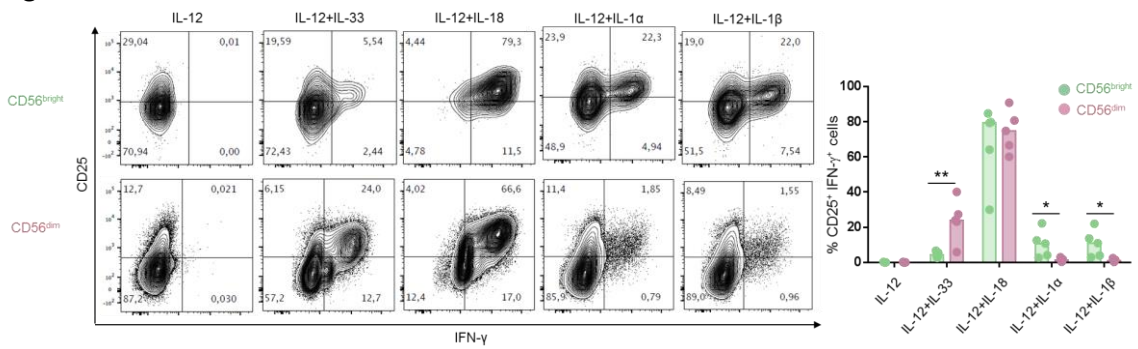 IL-12 IL-12+IL-33 IL-12+IL-18 IL-12+IL-1α IL-12+IL-1β
29,04 0,01 19,59 5,54 4,44 79,3 23,9 22,3 19,0 22,0
CD56bright
70,94 0,00 72,43 2,44 4,78 11,5 48,9 4,94 51,5 7,54
CD25
12,7 0,021 6,15 24,0 4,02 66,6 11,4 1,85 8,49 1,55
CD56dim
87,2 0,030 57,2 12,7 12,4 17,0 85,9 0,79 89,0 0,96
IFN-γ
CD56bright
CD56dim
% CD25+ IFN-γ+ cells
100
80
60
40
20
0
** * *
IL-12 IL-12+IL-33 IL-12+IL-18 IL-12+IL-1α IL-12+IL-1β